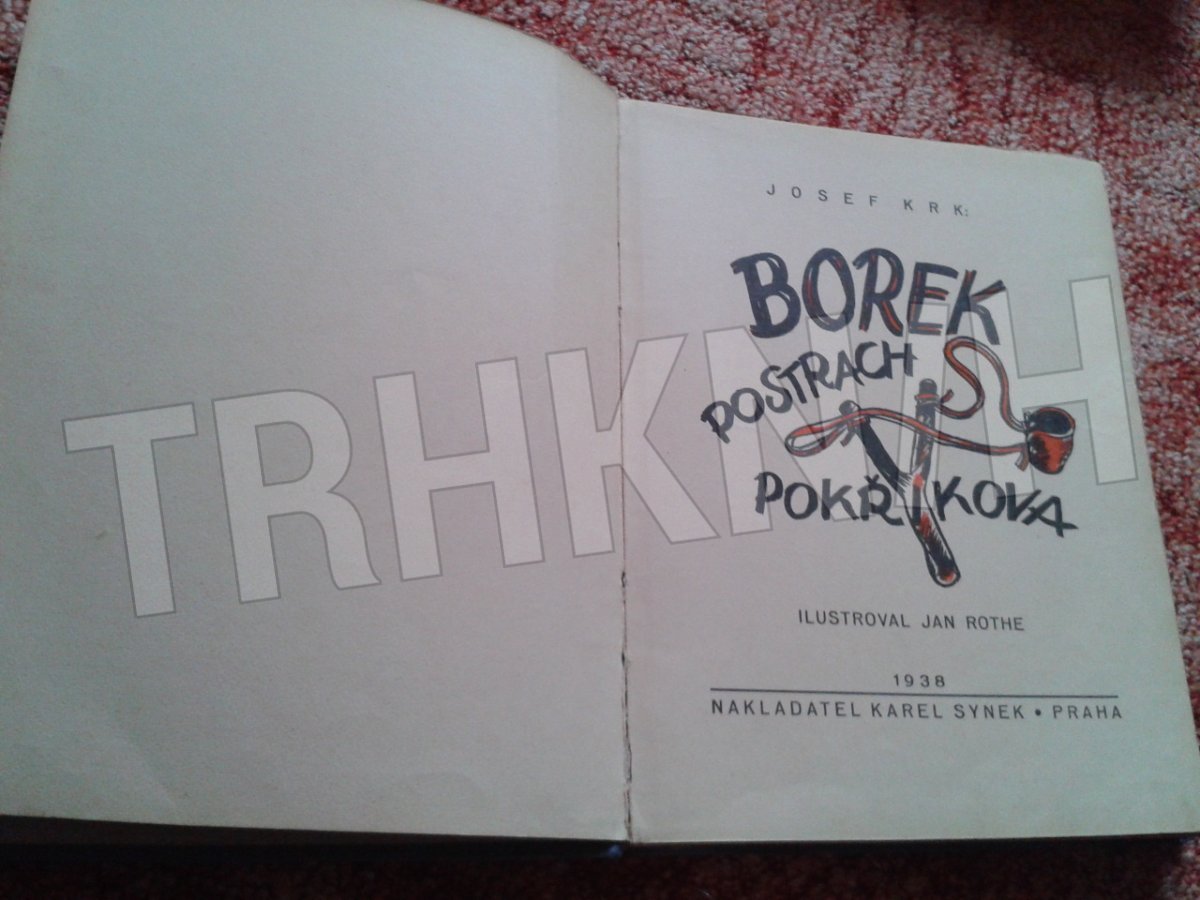 JOSEF KRK:
BOREK
POSTRACH
POKŘIKOVA
ILUSTROVAL JAN ROTHE
1938
NAKLADATEL KAREL SYNEK • PRAHA
TRHKNIH